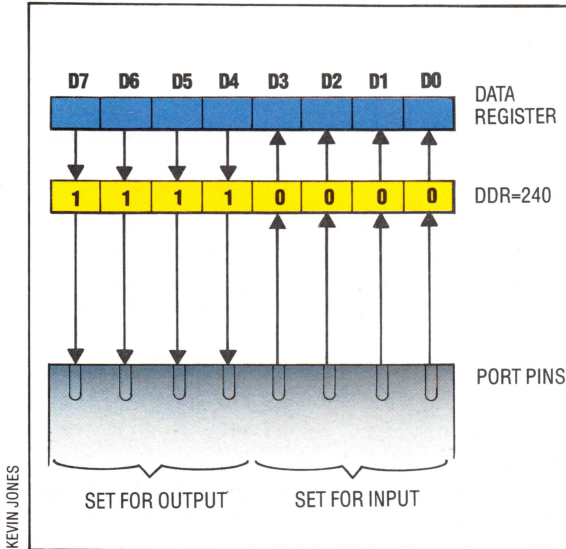 D7 D6 D5 D4 D3 D2 D1 D0
DATA
REGISTER
1 1 1 1 0 0 0 0
DDR=240
PORT PINS
SET FOR OUTPUT
SET FOR INPUT
KEVIN JONES